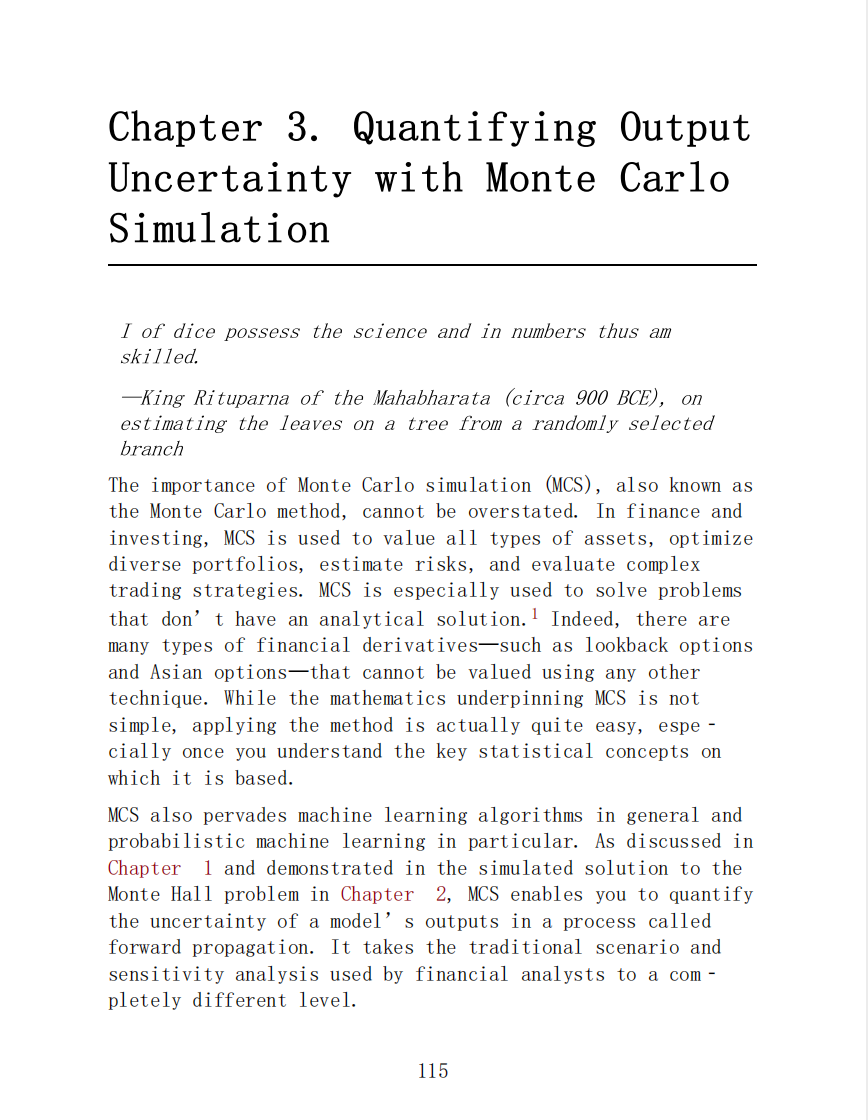 Chapter 3. Quantifying Output
Uncertainty with Monte Carlo
Simulation
I of dice possess the science and in numbers thus am
skilled.
—King Rituparna of the Mahabharata (circa 900 BCE), on
estimating the leaves on a tree from a randomly selected
branch
The importance of Monte Carlo simulation (MCS), also known as
the Monte Carlo method, cannot be overstated. In finance and
investing, MCS is used to value all types of assets, optimize
diverse portfolios, estimate risks, and evaluate complex
trading strategies. MCS is especially used to solve problems
that don’t have an analytical solution.1 Indeed, there are
many types of financial derivatives—such as lookback options
and Asian options—that cannot be valued using any other
technique. While the mathematics underpinning MCS is not
simple, applying the method is actually quite easy, espe‐
cially once you understand the key statistical concepts on
which it is based.
MCS also pervades machine learning algorithms in general and
probabilistic machine learning in particular. As discussed in
Chapter 1 and demonstrated in the simulated solution to the
Monte Hall problem in Chapter 2, MCS enables you to quantify
the uncertainty of a model’s outputs in a process called
forward propagation. It takes the traditional scenario and
sensitivity analysis used by financial analysts to a com‐
pletely different level.
115